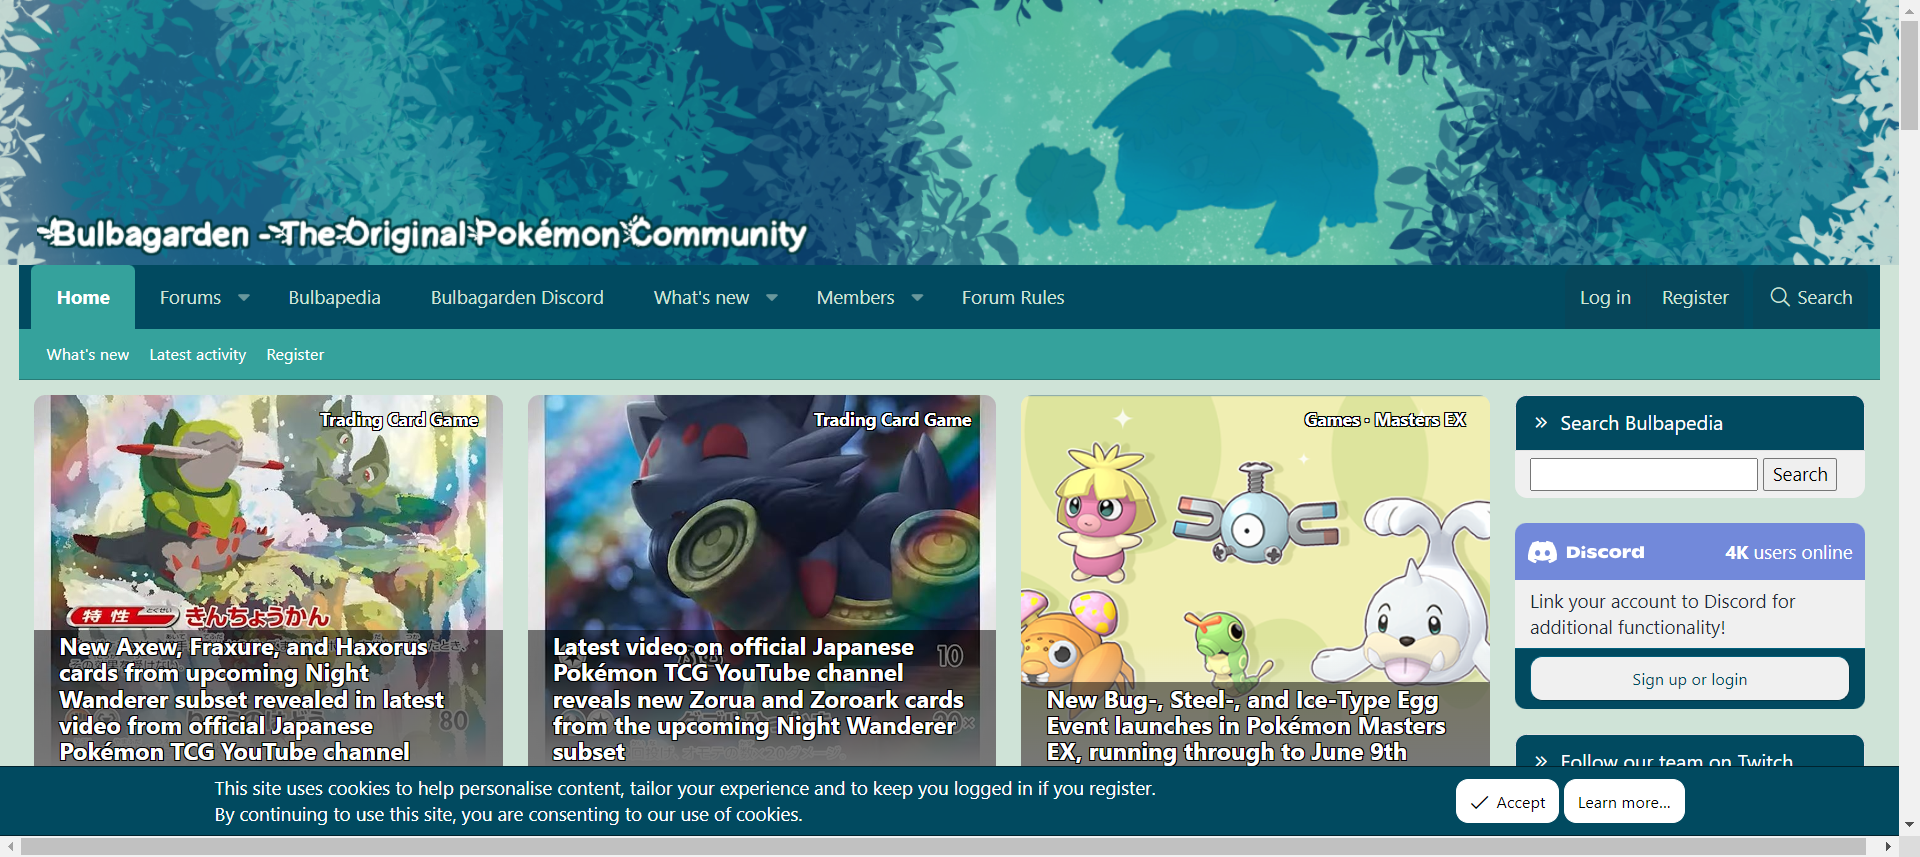 Bulbagarden - The Original Pokémon Community
Home
Forums
Bulbapedia
Bulbagarden Discord
What's new
Members
Forum Rules
Log in
Register
Search
What's new
Latest activity
Register
Trading Card Game
特性
きんちょうかん
New Axew, Fraxure, and Haxorus
cards from upcoming Night
Wanderer subset revealed in latest
video from official Japanese
Pokémon TCG YouTube channel
80
Trading Card Game
10
Latest video on official Japanese
Pokémon TCG YouTube channel
reveals new Zorua and Zoroark cards
from the upcoming Night Wanderer
subset
20×
Games · Masters EX
New Bug-, Steel-, and Ice-Type Egg
Event launches in Pokémon Masters
EX, running through to June 9th
Search Bulbapedia
Search
Discord
4K users online
Link your account to Discord for
additional functionality!
Sign up or login
Follow our team on Twitch
This site uses cookies to help personalise content, tailor your experience and to keep you logged in if you register.
By continuing to use this site, you are consenting to our use of cookies.
Accept
Learn more…